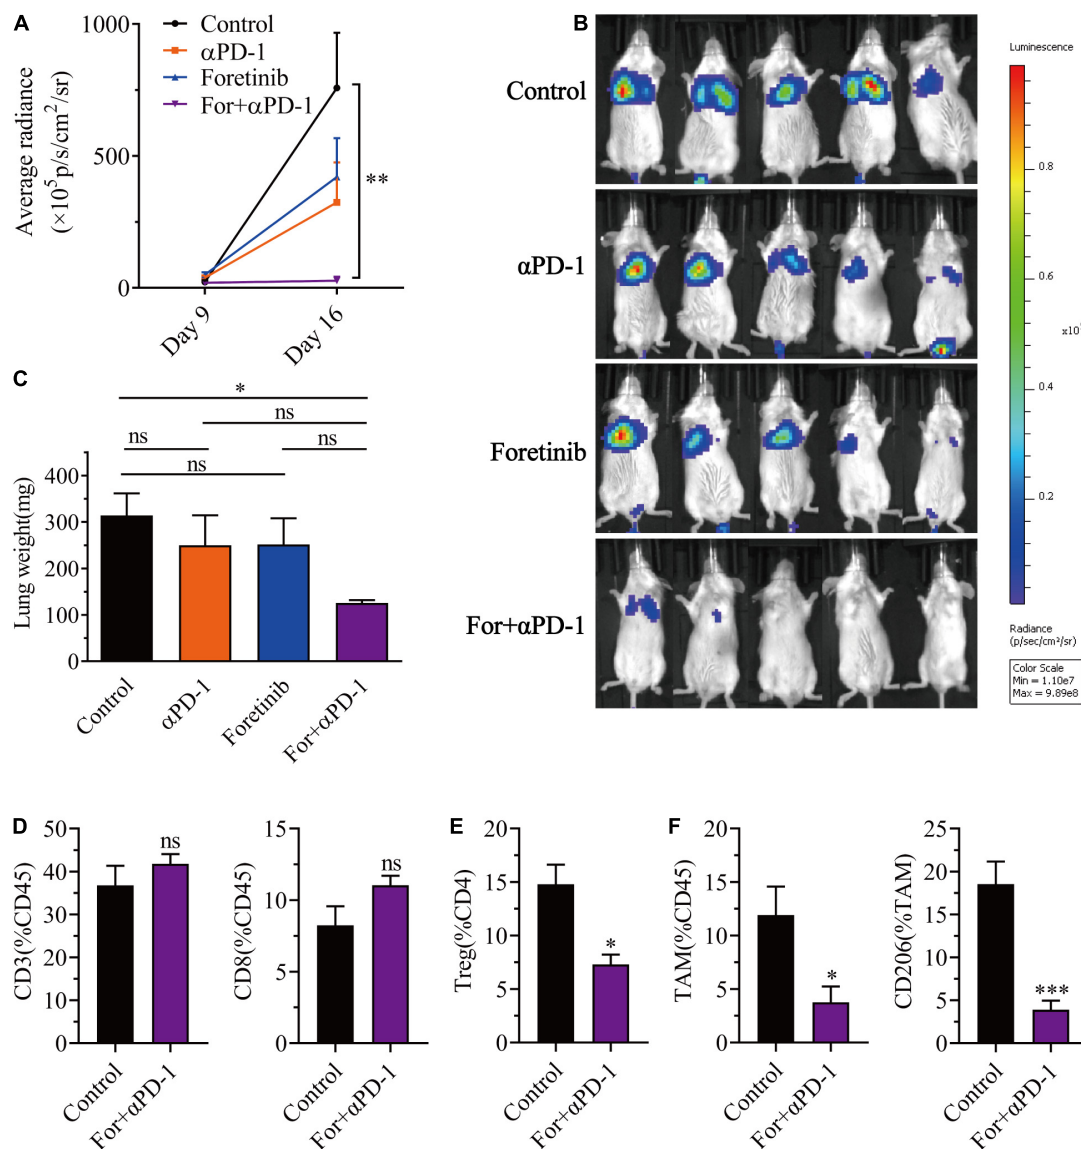 A
1000
500
0
Average radiance
(×10⁵p/s/cm²/sr)
Control
αPD-1
Foretinib
For+αPD-1
**
Day 9
Day 16
B
Control
αPD-1
Foretinib
For+αPD-1
Luminescence
0.8
0.6
x10
0.4
0.2
Radiance
(p/sec/cm²/sr)
Color Scale
Min = 1.10e7
Max = 9.89e8
C
*
ns
ns
ns
ns
400
300
200
100
0
Lung weight(mg)
Control
αPD-1
Foretinib
For+αPD-1
D
50
40
30
20
10
0
CD3(%CD45)
ns
Control
For+αPD-1
15
10
5
0
CD8(%CD45)
ns
Control
For+αPD-1
E
20
15
10
5
0
Treg(%CD4)
*
Control
For+αPD-1
F
20
15
10
5
0
TAM(%CD45)
*
Control
For+αPD-1
25
20
15
10
5
0
CD206(%TAM)
***
Control
For+αPD-1